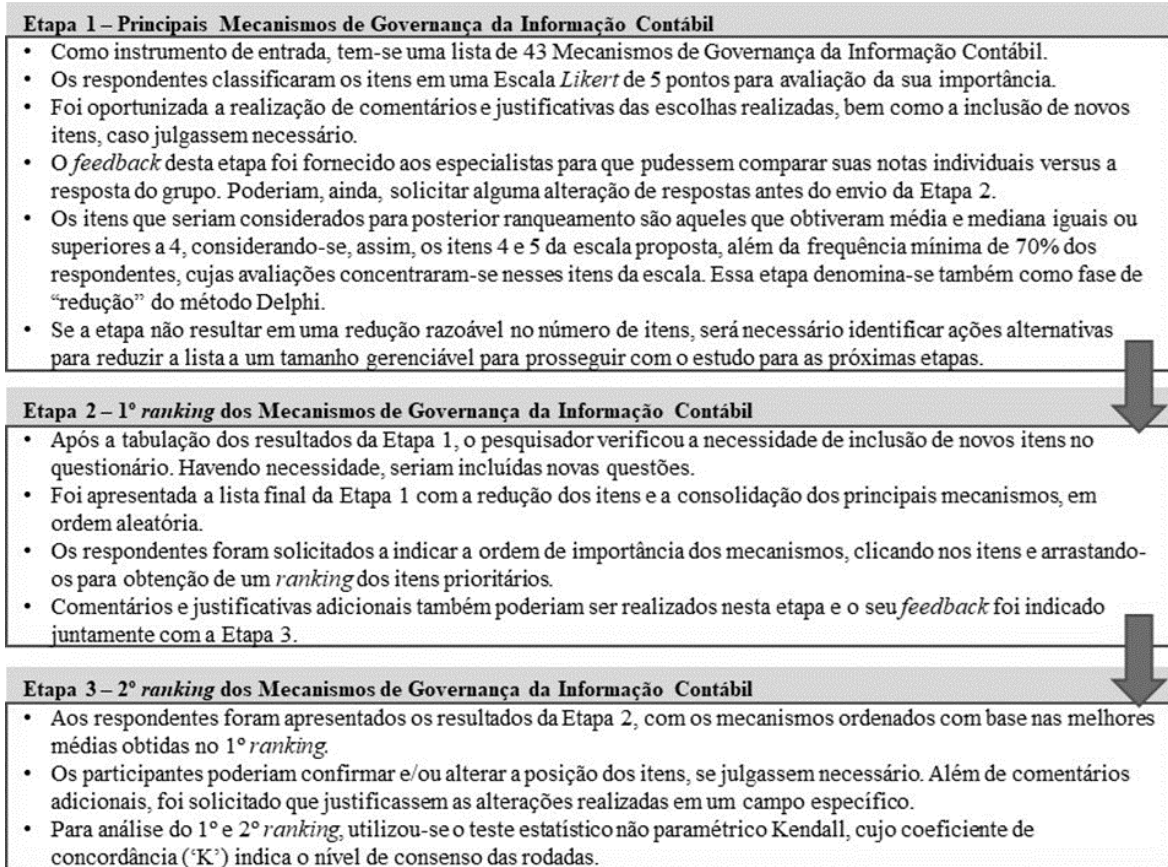 Etapa 1 – Principais Mecanismos de Governança da Informação Contábil
• Como instrumento de entrada, tem-se uma lista de 43 Mecanismos de Governança da Informação Contábil.
• Os respondentes classificaram os itens em uma Escala Likert de 5 pontos para avaliação da sua importância.
• Foi oportunizada a realização de comentários e justificativas das escolhas realizadas, bem como a inclusão de novos
itens, caso julgassem necessário.
• O feedback desta etapa foi fornecido aos especialistas para que pudessem comparar suas notas individuais versus a
resposta do grupo. Poderiam, ainda, solicitar alguma alteração de respostas antes do envio da Etapa 2.
• Os itens que seriam considerados para posterior ranqueamento são aqueles que obtiveram média e mediana iguais ou
superiores a 4, considerando-se, assim, os itens 4 e 5 da escala proposta, além da frequência mínima de 70% dos
respondentes, cujas avaliações concentraram-se nesses itens da escala. Essa etapa denomina-se também como fase de
“redução” do método Delphi.
• Se a etapa não resultar em uma redução razoável no número de itens, será necessário identificar ações alternativas
para reduzir a lista a um tamanho gerenciável para prosseguir com o estudo para as próximas etapas.
Etapa 2 – 1º ranking dos Mecanismos de Governança da Informação Contábil
• Após a tabulação dos resultados da Etapa 1, o pesquisador verificou a necessidade de inclusão de novos itens no
questionário. Havendo necessidade, seriam incluídas novas questões.
• Foi apresentada a lista final da Etapa 1 com a redução dos itens e a consolidação dos principais mecanismos, em
ordem aleatória.
• Os respondentes foram solicitados a indicar a ordem de importância dos mecanismos, clicando nos itens e arrastando-
os para obtenção de um ranking dos itens prioritários.
• Comentários e justificativas adicionais também poderiam ser realizados nesta etapa e o seu feedback foi indicado
juntamente com a Etapa 3.
Etapa 3 – 2º ranking dos Mecanismos de Governança da Informação Contábil
• Aos respondentes foram apresentados os resultados da Etapa 2, com os mecanismos ordenados com base nas melhores
médias obtidas no 1º ranking.
• Os participantes poderiam confirmar e/ou alterar a posição dos itens, se julgassem necessário. Além de comentários
adicionais, foi solicitado que justificassem as alterações realizadas em um campo específico.
• Para análise do 1º e 2º ranking, utilizou-se o teste estatístico não paramétrico Kendall, cujo coeficiente de
concordância (‘K’) indica o nível de consenso das rodadas.